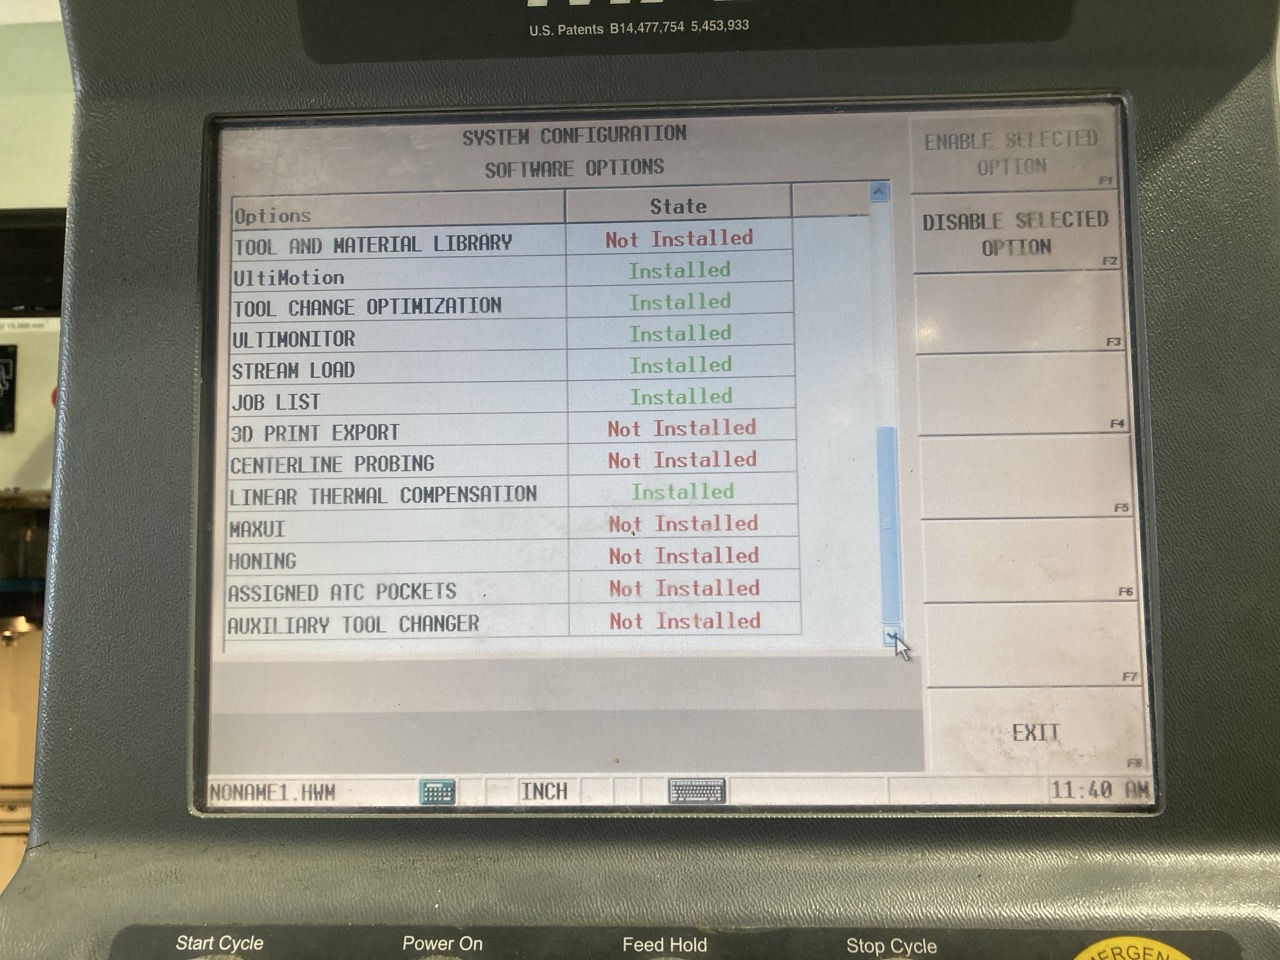 U.S. Patents B14,477,754 5,453,933
SYSTEM CONFIGURATION
SOFTWARE OPTIONS
Options State
TOOL AND MATERIAL LIBRARY Not Installed
UltiMotion Installed
TOOL CHANGE OPTIMIZATION Installed
ULTIMONITOR Installed
STREAM LOAD Installed
JOB LIST Installed
3D PRINT EXPORT Not Installed
CENTERLINE PROBING Not Installed
LINEAR THERMAL COMPENSATION Installed
MAXUI Not Installed
HONING Not Installed
ASSIGNED ATC POCKETS Not Installed
AUXILIARY TOOL CHANGER Not Installed
ENABLE SELECTED
OPTION
F1
DISABLE SELECTED
OPTION
F2
F3
F4
F5
F6
F7
EXIT
F8
NONAME1.HWM INCH 11:40 AM
Start Cycle Power On Feed Hold Stop Cycle